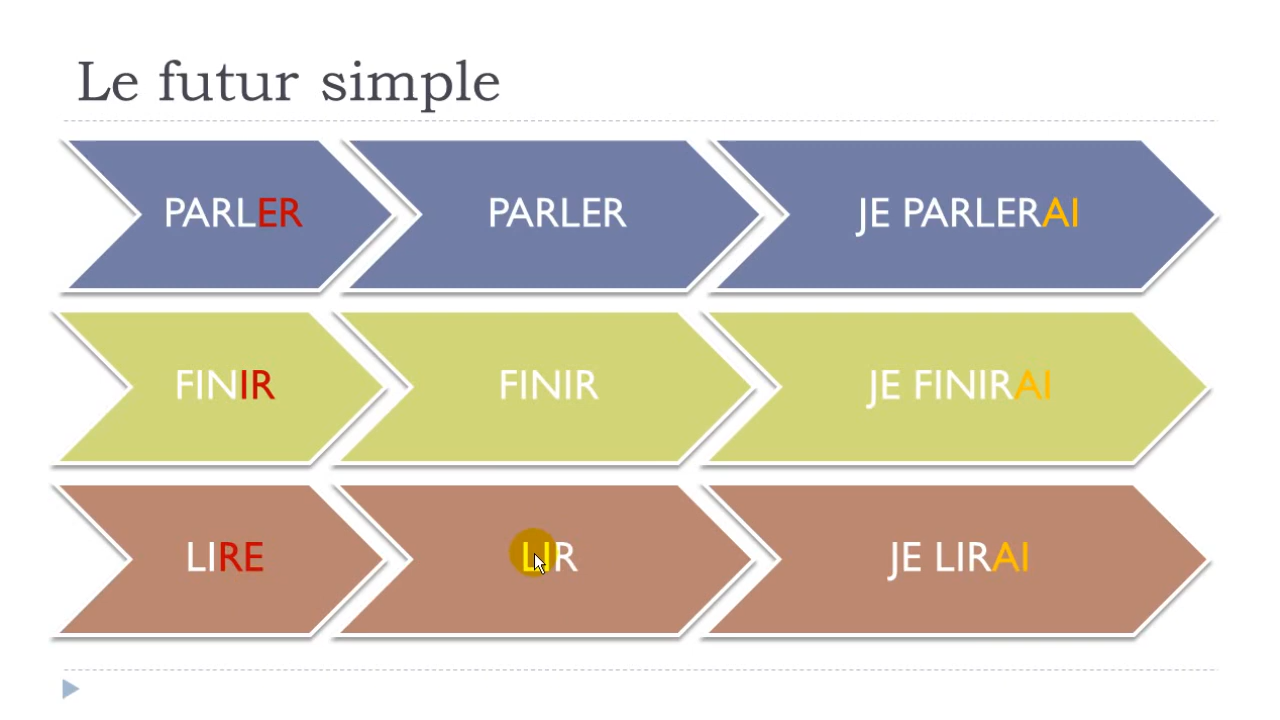 Le futur simple
PARLER
PARLER
JE PARLERAI
FINIR
FINIR
JE FINIRAI
LIRE
LIR
JE LIRAI